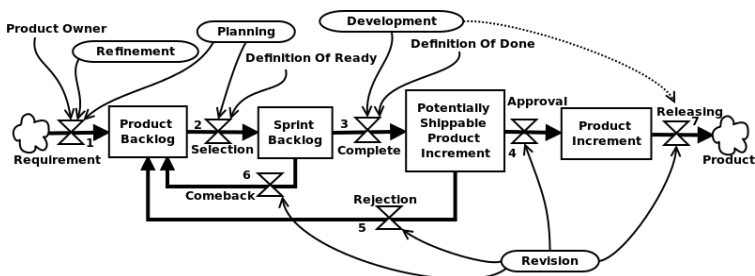 Product Owner
Refinement
Planning
Definition Of Ready
Development
Definition Of Done
Requirement
1
Product
Backlog
2
Selection
Sprint
Backlog
3
Complete
Potentially
Shippable
Product
Increment
Approval
4
Product
Increment
Releasing
7
Product
6
Comeback
Rejection
5
Revision